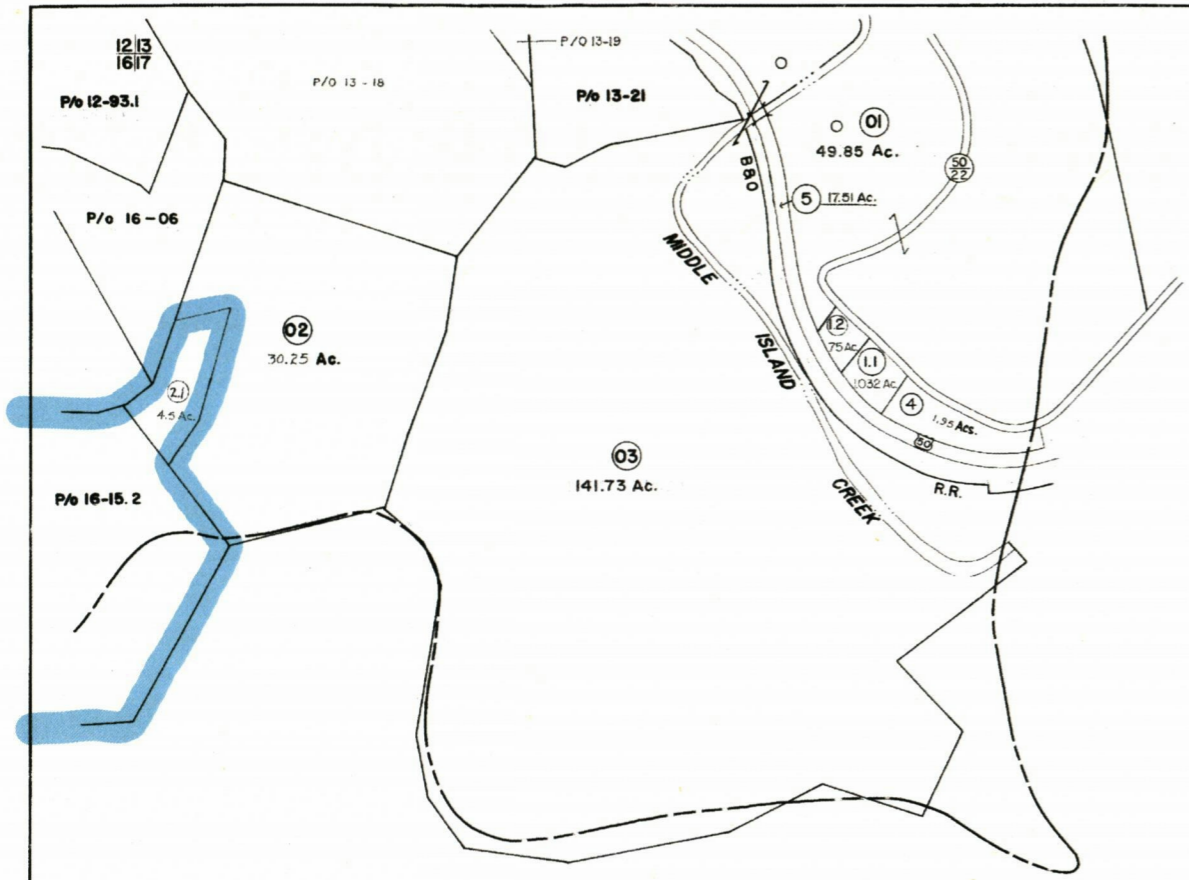 12 13
16 17
P/O 13-19
P/O 13-18
P/o 12-93.1
P/o 13-21
01
49.85 Ac.
50
22
B&O
5 17.51 Ac.
P/o 16-06
MIDDLE
02
30.25 Ac.
1.2
.75 Ac.
ISLAND
1.1
1.032 Ac.
2.1
4.5 Ac.
4
1.95 Acs.
50
03
141.73 Ac.
P/o 16-15.2
CREEK
R.R.